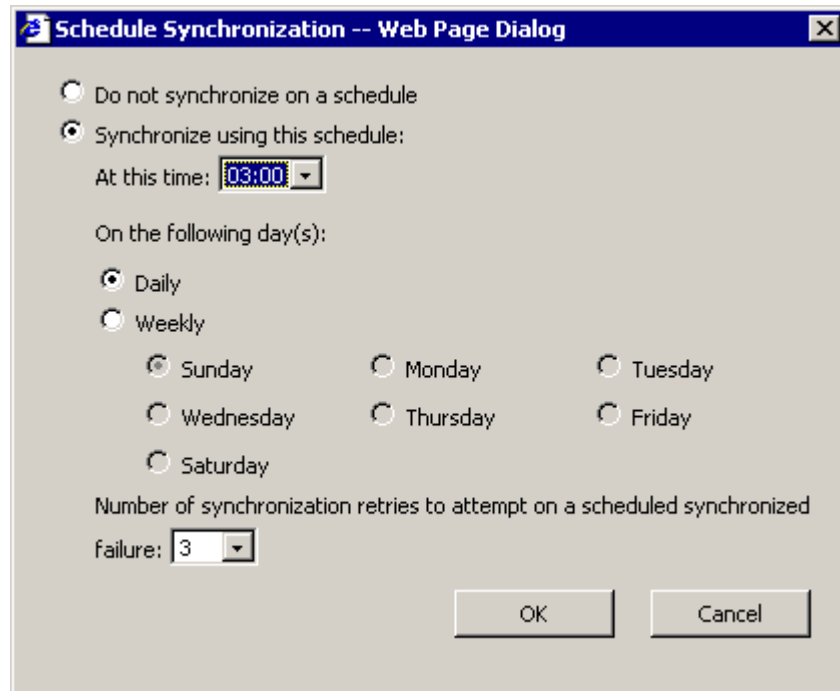 Schedule Synchronization -- Web Page Dialog
Do not synchronize on a schedule
Synchronize using this schedule:
At this time: 03:00
On the following day(s):
Daily
Weekly
Sunday Monday Tuesday
Wednesday Thursday Friday
Saturday
Number of synchronization retries to attempt on a scheduled synchronized
failure: 3
OK Cancel